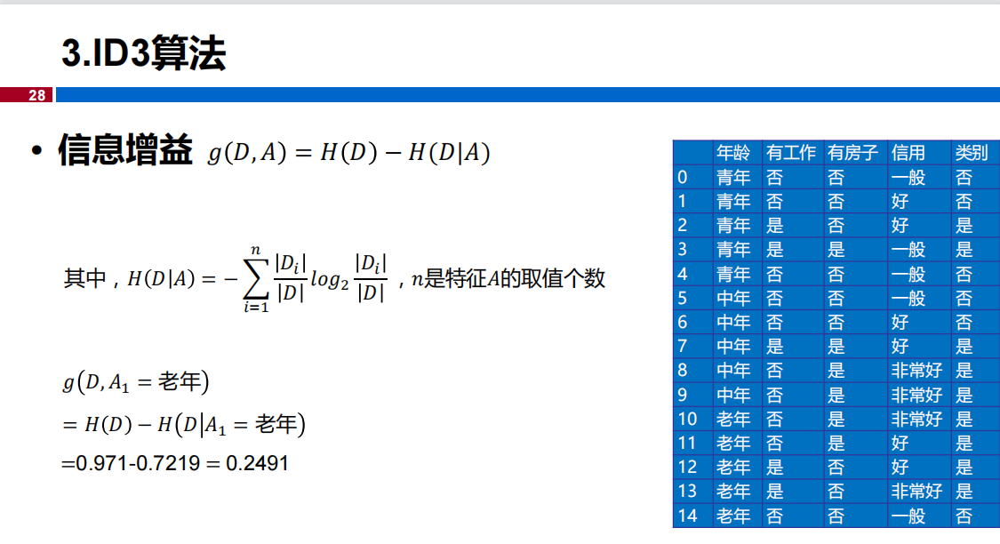 3.ID3算法
28
• 信息增益 g(D, A) = H(D) − H(D|A)
其中，H(D|A) = −∑_{i=1}^{n} |D_i|/|D| log_2 |D_i|/|D|，n是特征A的取值个数
g(D, A_1 = 老年)
= H(D) − H(D|A_1 = 老年)
=0.971-0.7219 = 0.2491
年龄 有工作 有房子 信用 类别
0 青年 否 否 一般 否
1 青年 否 否 好 否
2 青年 是 否 好 是
3 青年 是 是 一般 是
4 青年 否 否 一般 否
5 中年 否 否 一般 否
6 中年 否 否 好 否
7 中年 是 是 好 是
8 中年 否 是 非常好 是
9 中年 否 是 非常好 是
10 老年 否 是 非常好 是
11 老年 否 是 好 是
12 老年 是 否 好 是
13 老年 是 否 非常好 是
14 老年 否 否 一般 否